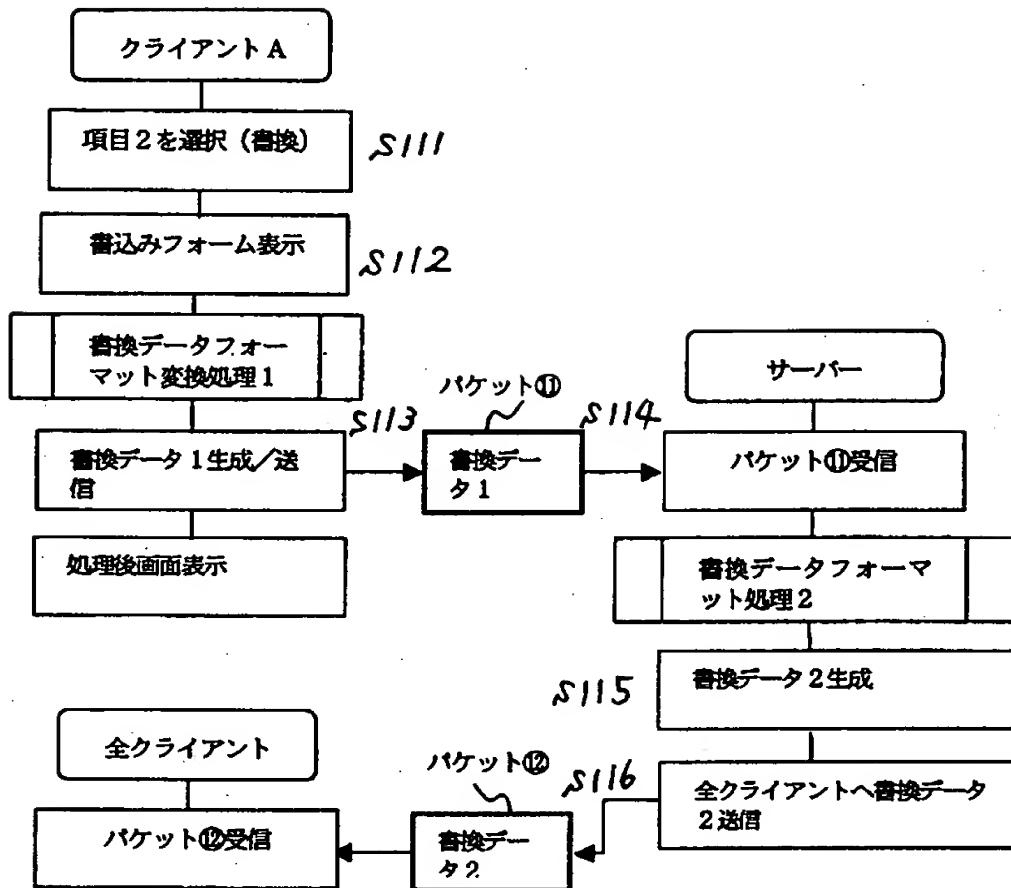 クライアントA
項目2を選択（書換）
S111
書込みフォーム表示
S112
書換データフォー
マット変換処理1
書換データ1生成／送
信
S113
パケット⑪
書換デー
タ1
S114
サーバー
パケット⑪受信
処理後画面表示
書換データフォーマ
ット処理2
書換データ2生成
S115
全クライアントへ書換データ
2送信
S116
パケット⑫
書換デー
タ2
全クライアント
パケット⑫受信